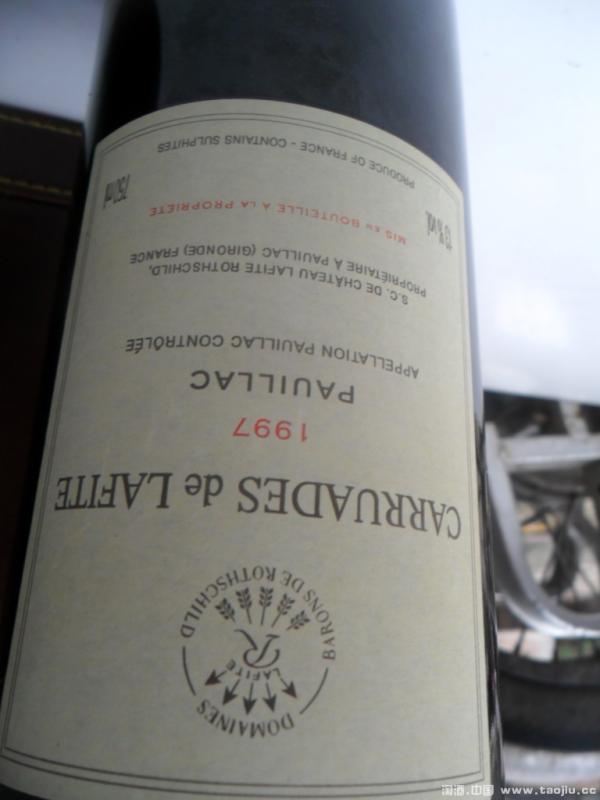 DOMAINES
BARONS DE ROTHSCHILD
LAFITE
R
CARRUADES de LAFITE
1997
PAUILLAC
APPELLATION PAUILLAC CONTRÔLÉE
S.C. DE CHÂTEAU LAFITE ROTHSCHILD,
PROPRIÉTAIRE À PAUILLAC (GIRONDE) FRANCE
MIS EN BOUTEILLE À LA PROPRIÉTÉ
13% Vol.
750ml
PRODUCE OF FRANCE - CONTAINS SULPHITES
淘酒.中国 www.taojiu.cc